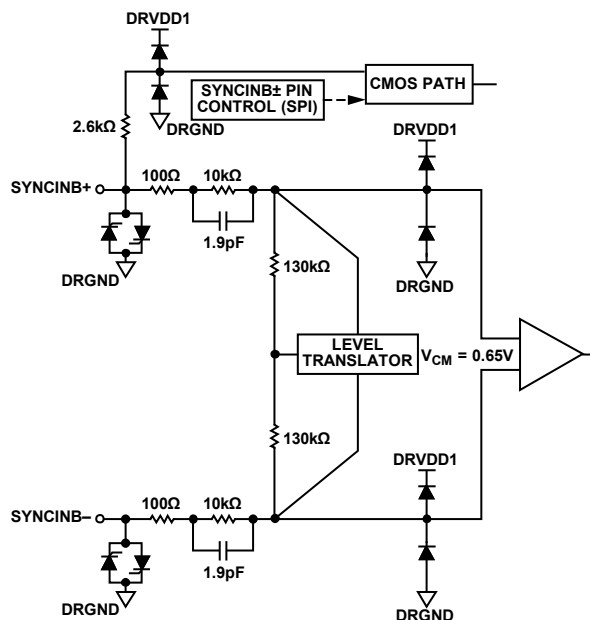 DRVDD1
CMOS PATH
SYNCINB± PIN
CONTROL (SPI)
2.6kΩ
DRGND
DRVDD1
SYNCINB+
100Ω
10kΩ
1.9pF
DRGND
130kΩ
DRGND
LEVEL
TRANSLATOR
VCM = 0.65V
130kΩ
DRVDD1
SYNCINB–
100Ω
10kΩ
1.9pF
DRGND
DRGND